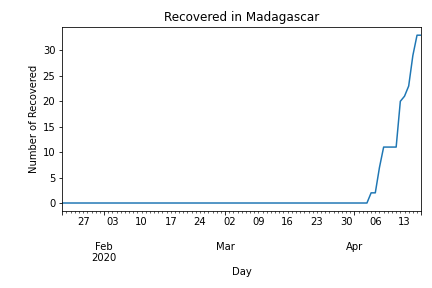 Recovered in Madagascar
Number of Recovered
30
25
20
15
10
5
0
27 03 10 17 24 02 09 16 23 30 06 13
Feb Mar Apr
2020
Day